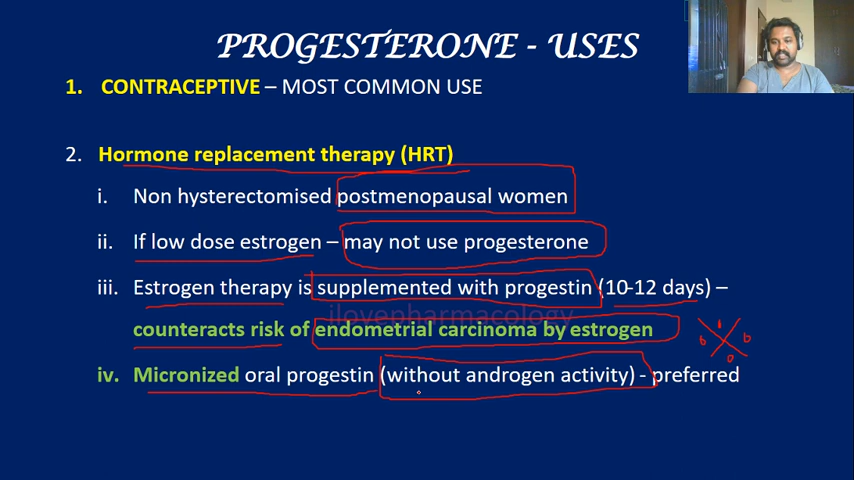 PROGESTERONE - USES
1. CONTRACEPTIVE – MOST COMMON USE
2. Hormone replacement therapy (HRT)
i. Non hysterectomised postmenopausal women
ii. If low dose estrogen – may not use progesterone
iii. Estrogen therapy is supplemented with progestin (10-12 days) –
ilovepharmacology
counteracts risk of endometrial carcinoma by estrogen
iv. Micronized oral progestin (without androgen activity) - preferred